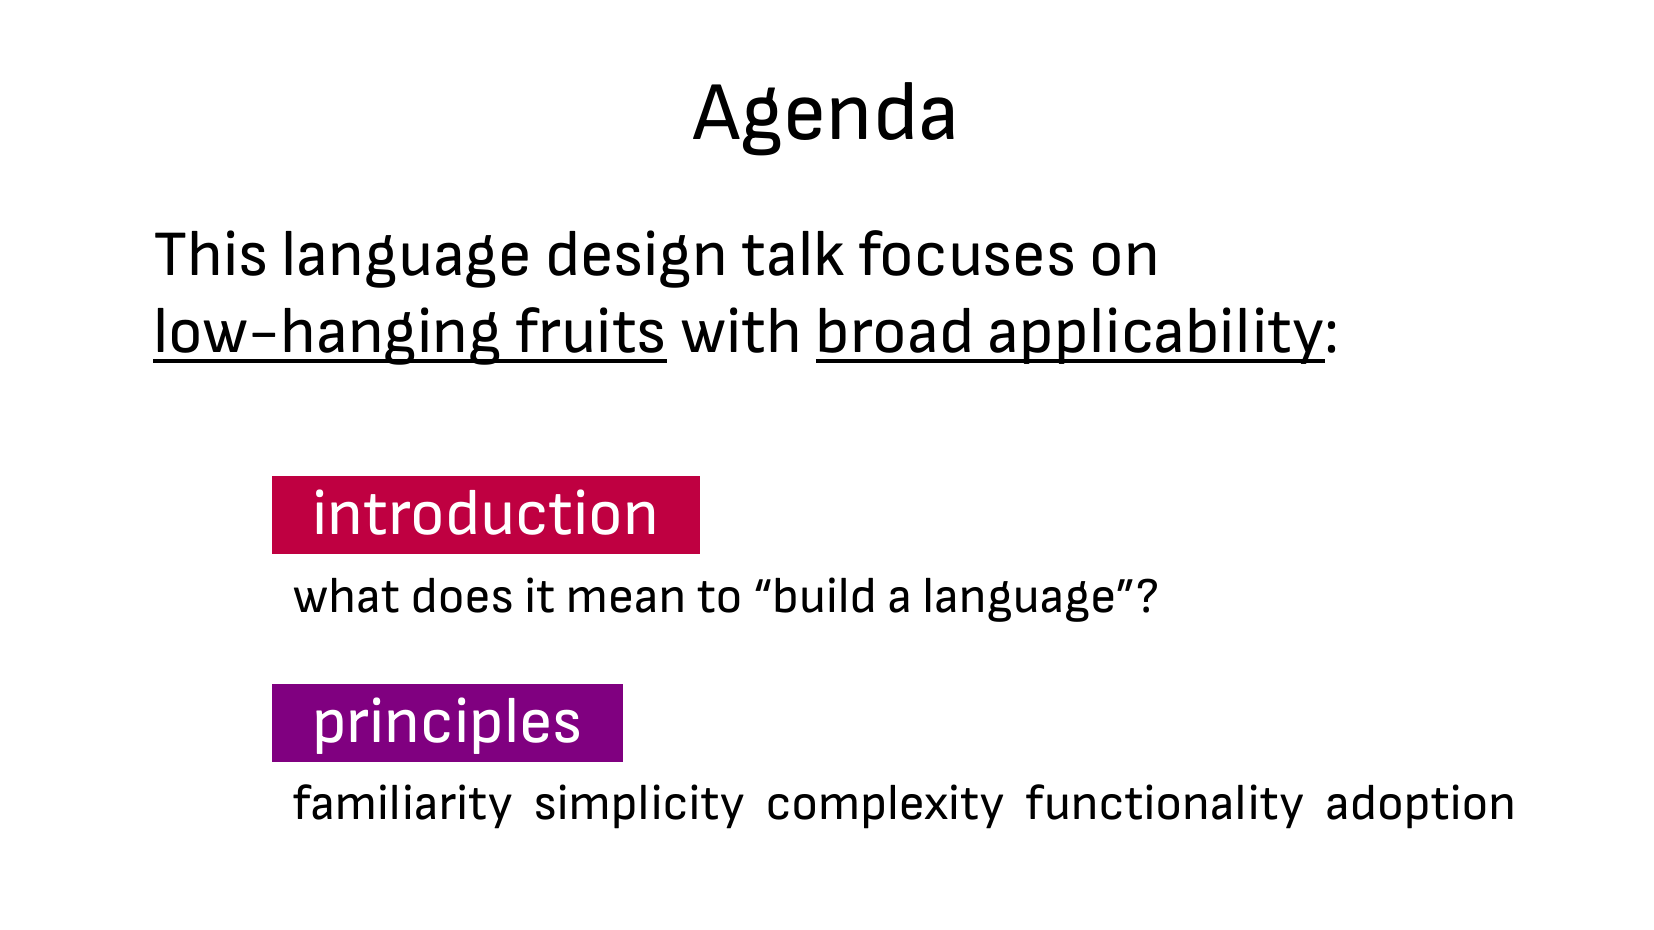 Agenda
This language design talk focuses on
low-hanging fruits with broad applicability:
introduction
what does it mean to “build a language”?
principles
familiarity simplicity complexity functionality adoption